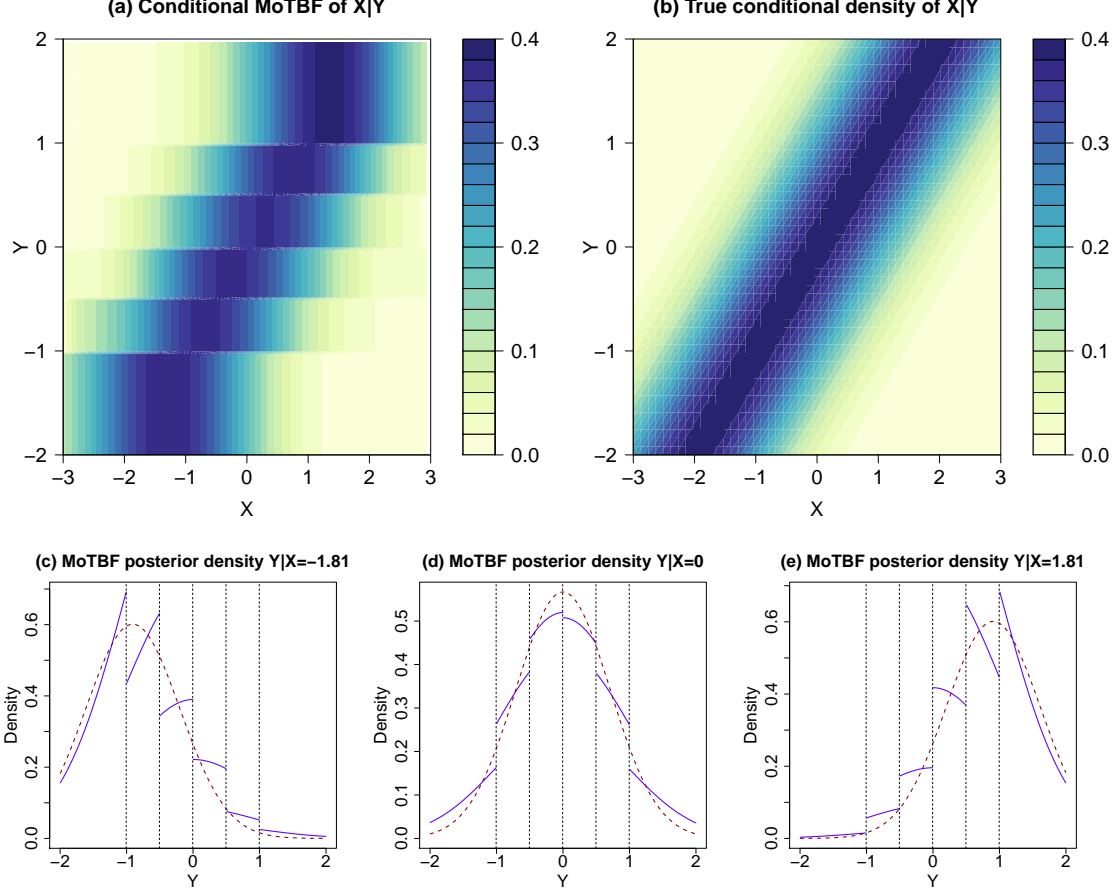 (a) Conditional MoTBF of X|Y
(b) True conditional density of X|Y
2
1
0
−1
−2
Y
−3 −2 −1 0 1 2 3
X
0.4
0.3
0.2
0.1
0.0
2
1
0
−1
−2
Y
−3 −2 −1 0 1 2 3
X
0.4
0.3
0.2
0.1
0.0
(c) MoTBF posterior density Y|X=−1.81
Density
0.6
0.4
0.2
0.0
−2 −1 0 1 2
Y
(d) MoTBF posterior density Y|X=0
Density
0.5
0.4
0.3
0.2
0.1
0.0
−2 −1 0 1 2
Y
(e) MoTBF posterior density Y|X=1.81
Density
0.6
0.4
0.2
0.0
−2 −1 0 1 2
Y